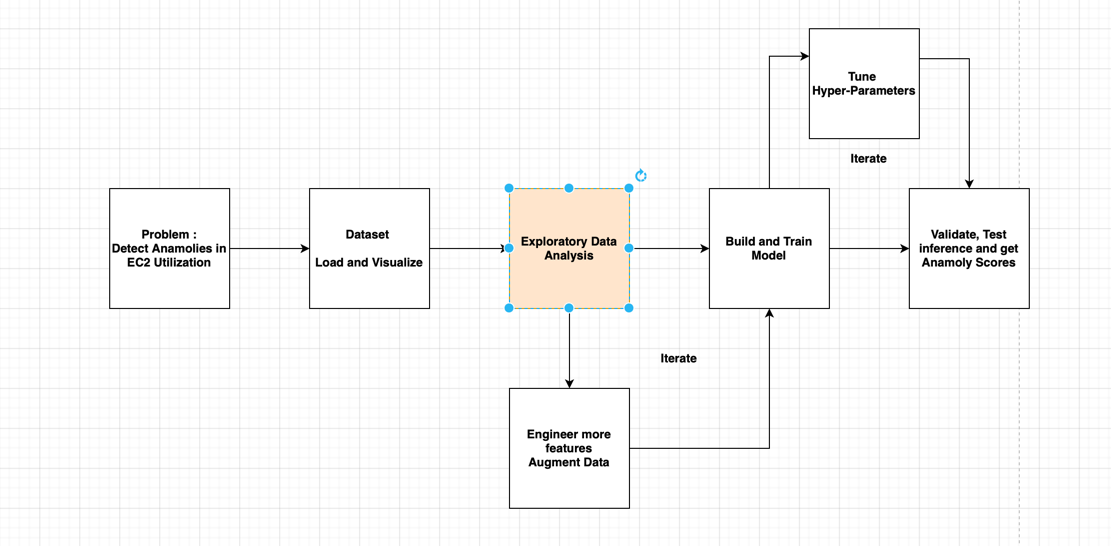 Tune
Hyper-Parameters
Iterate
Problem :
Detect Anamolies in
EC2 Utilization
Dataset
Load and Visualize
Exploratory Data
Analysis
Build and Train
Model
Validate, Test
inference and get
Anamoly Scores
Iterate
Engineer more
features
Augment Data